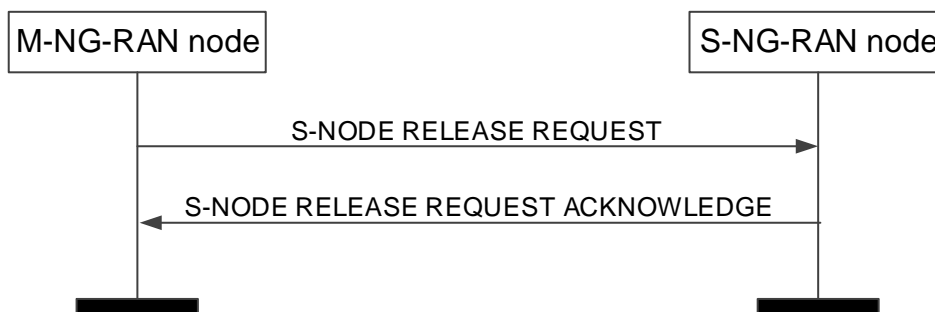 M-NG-RAN node
S-NG-RAN node
S-NODE RELEASE REQUEST
S-NODE RELEASE REQUEST ACKNOWLEDGE